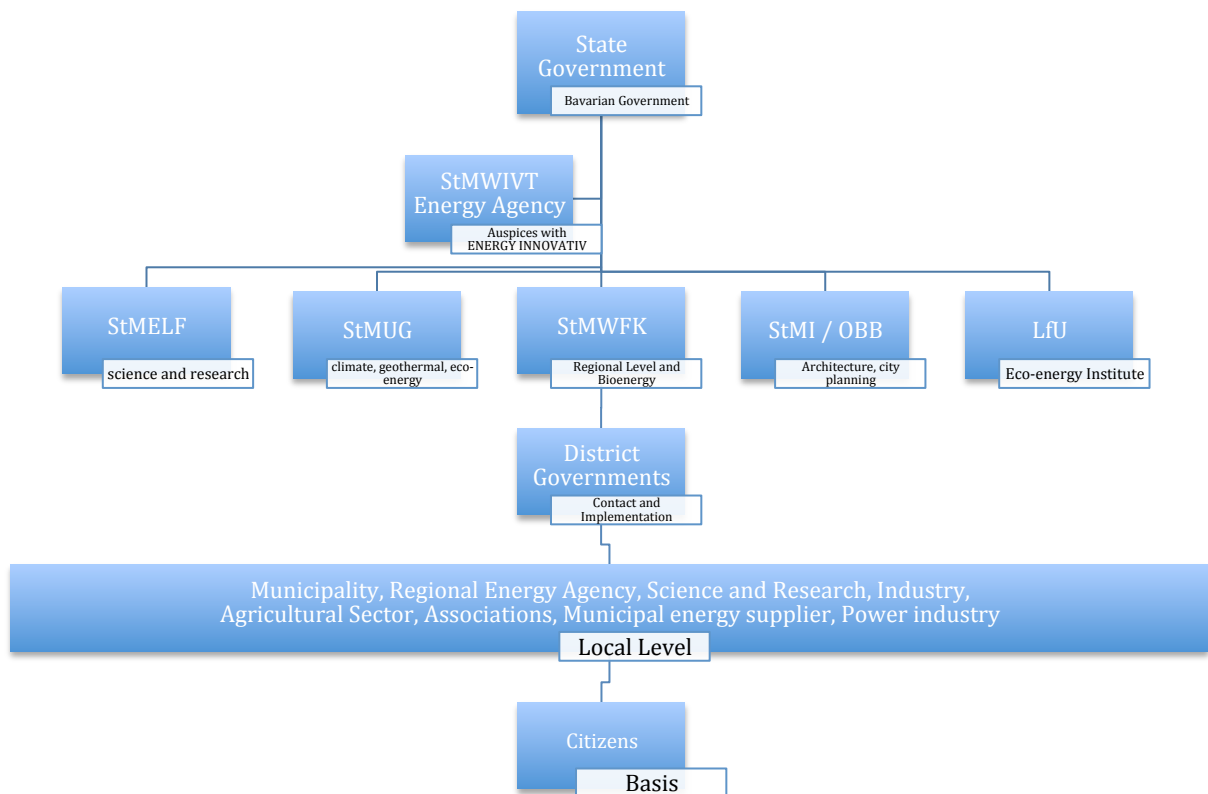 State
Government
Bavarian Government
StMWIVT
Energy Agency
Auspices with
ENERGY INNOVATIV
StMELF
science and research
StMUG
climate, geothermal, eco-
energy
StMWFK
Regional Level and
Bioenergy
StMI / OBB
Architecture, city
planning
LfU
Eco-energy Institute
District
Governments
Contact and
Implementation
Municipality, Regional Energy Agency, Science and Research, Industry,
Agricultural Sector, Associations, Municipal energy supplier, Power industry
Local Level
Citizens
Basis